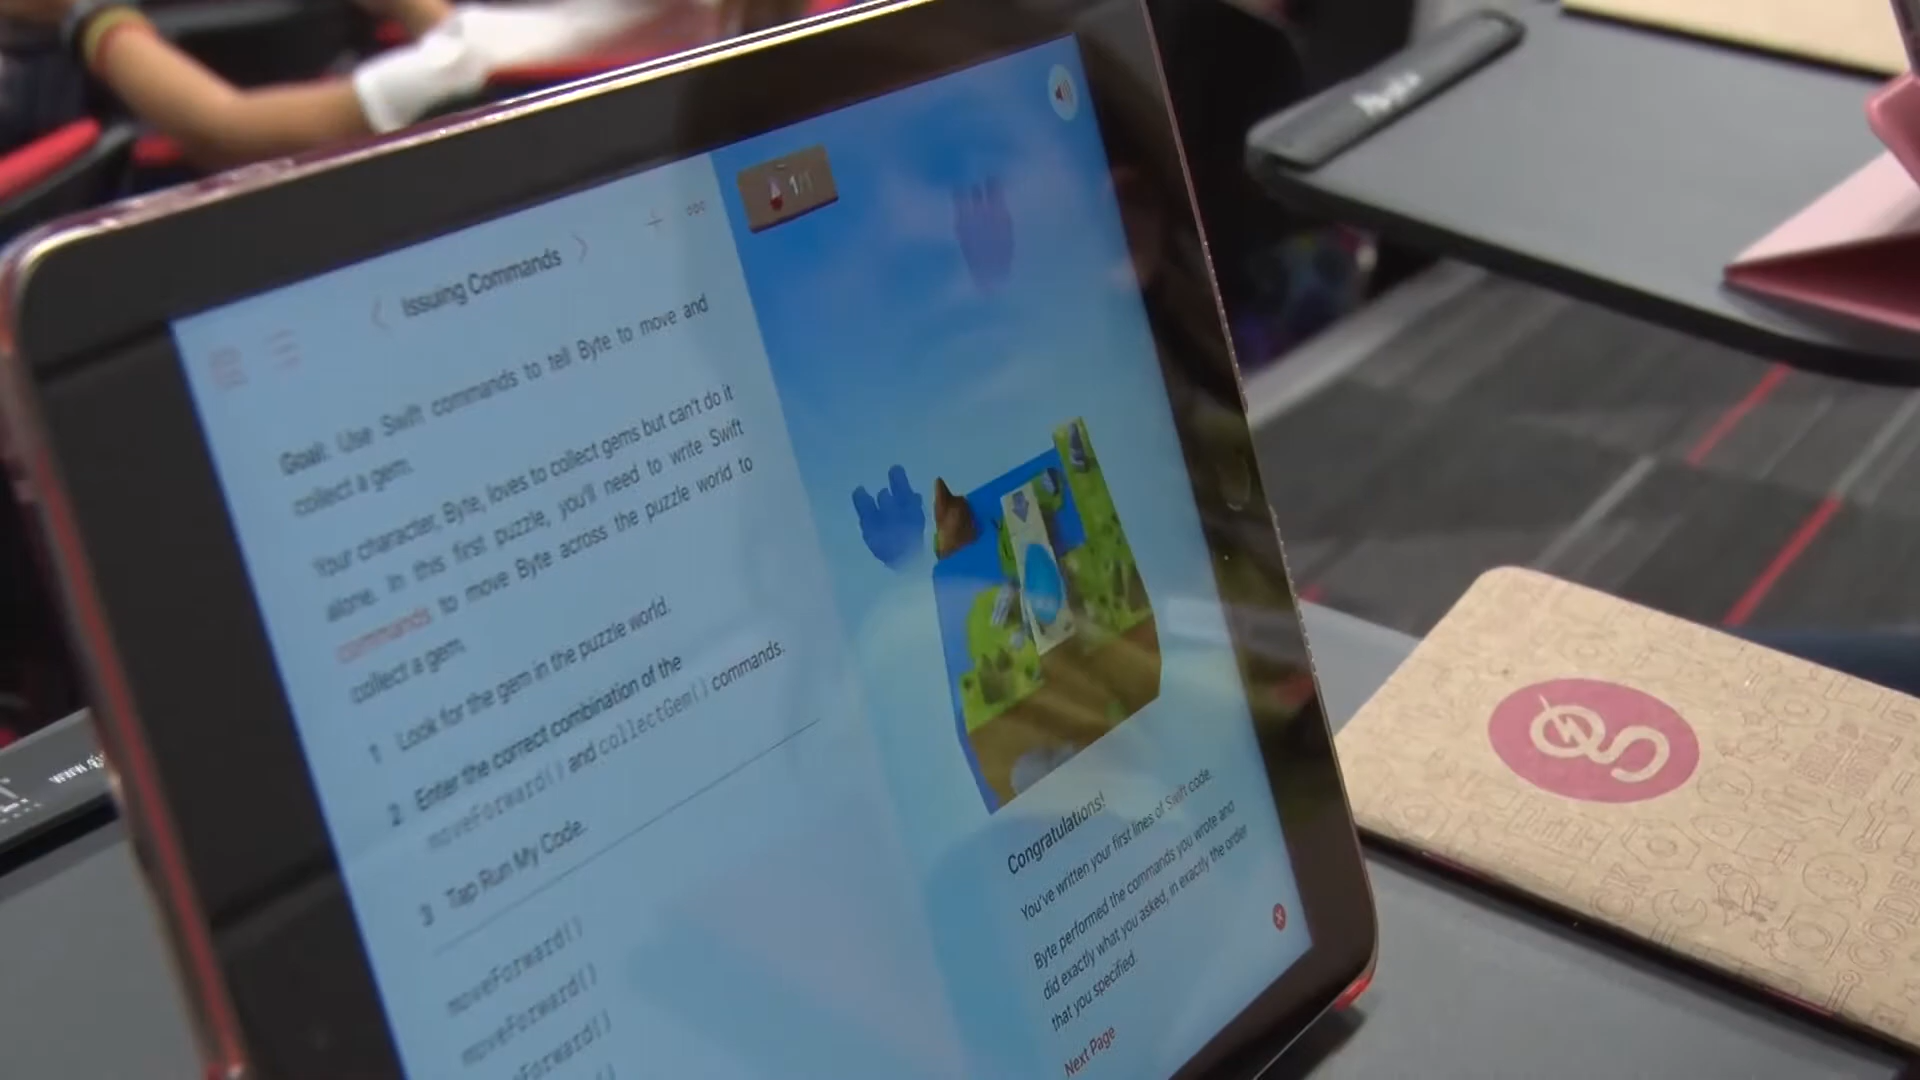 Issuing Commands
1/1
Goal: Use Swift commands to tell Byte to move and
collect a gem.
Your character, Byte, loves to collect gems but can't do it
alone. In this first puzzle, you'll need to write Swift
commands to move Byte across the puzzle world to
collect a gem.
1 Look for the gem in the puzzle world.
2 Enter the correct combination of the
moveForward() and collectGem() commands.
3 Tap Run My Code.
moveForward()
moveForward()
Forward()
Congratulations!
You've written your first lines of Swift code.
Byte performed the commands you wrote and
did exactly what you asked, in exactly the order
that you specified.
Next Page
CODE